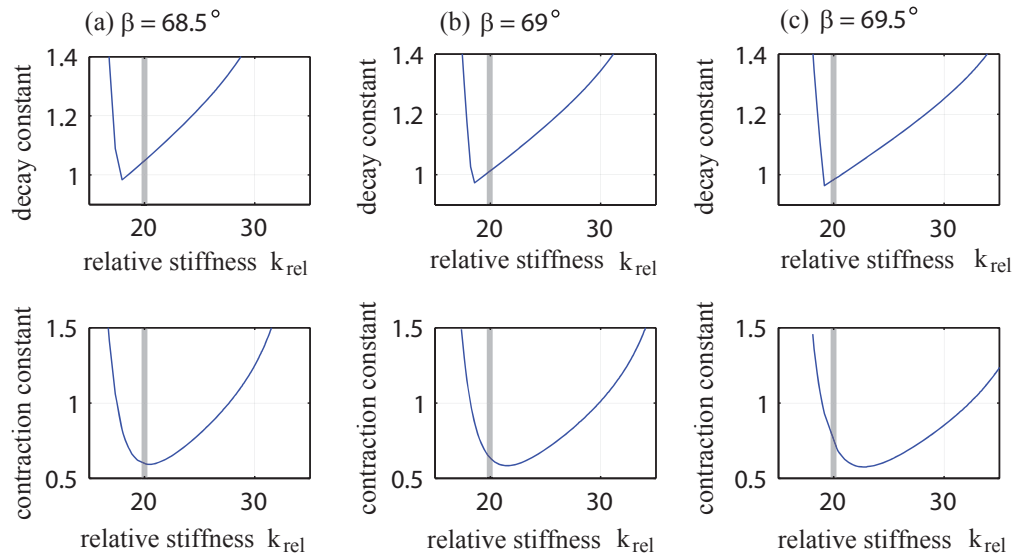 (a) β = 68.5°
(b) β = 69°
(c) β = 69.5°
decay constant
1.4
1.2
1
20
30
relative stiffness k_rel
decay constant
1.4
1.2
1
20
30
relative stiffness k_rel
decay constant
1.4
1.2
1
20
30
relative stiffness k_rel
contraction constant
1.5
1
0.5
20
30
relative stiffness k_rel
contraction constant
1.5
1
0.5
20
30
relative stiffness k_rel
contraction constant
1.5
1
0.5
20
30
relative stiffness k_rel